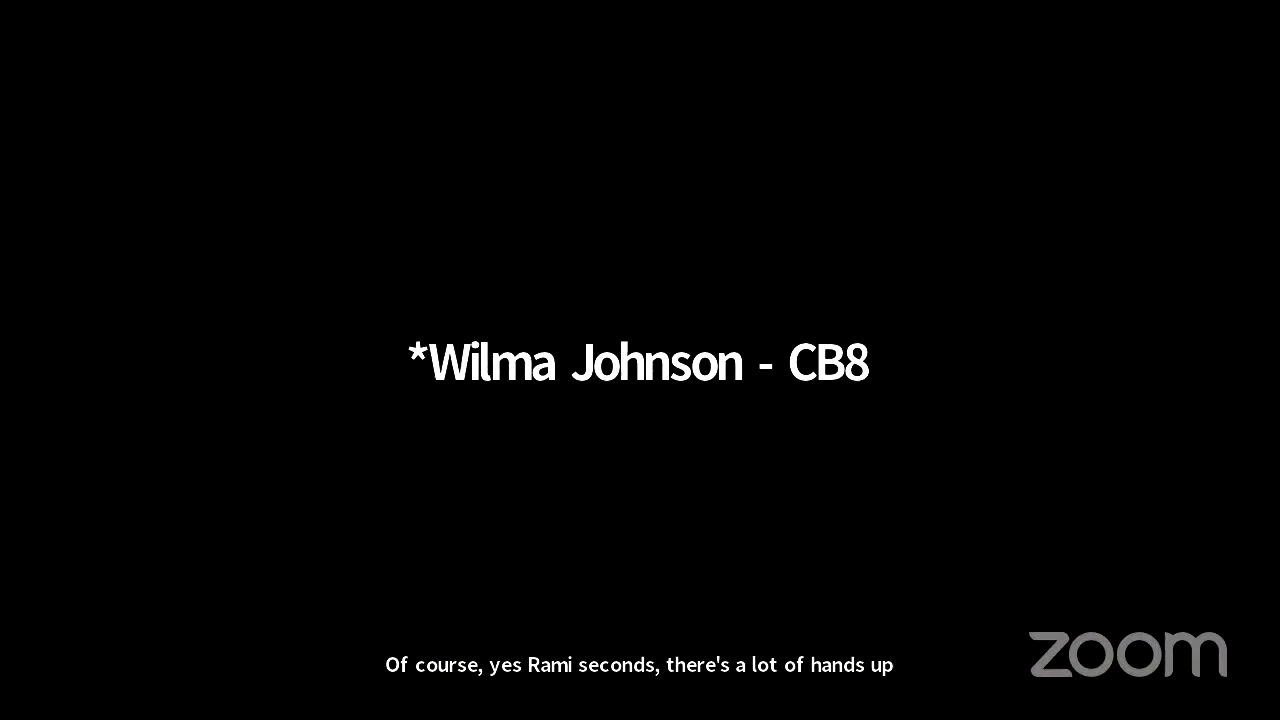 *Wilma Johnson - CB8
Of course, yes Rami seconds, there's a lot of hands up
zoom